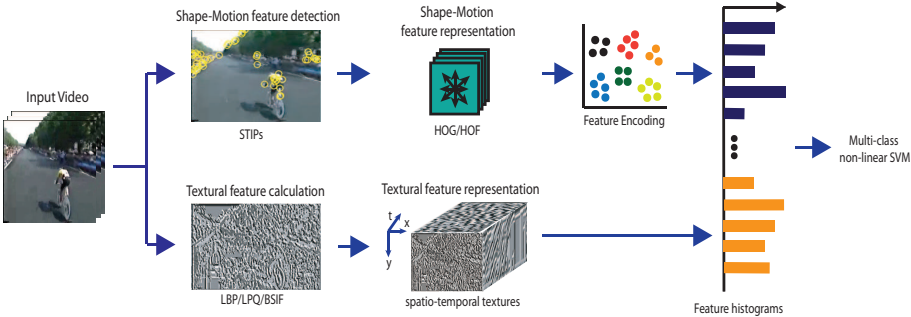 Shape-Motion feature detection
STIPs
Shape-Motion
feature representation
HOG/HOF
Feature Encoding
Input Video
Multi-class
non-linear SVM
Textural feature calculation
LBP/LPQ/BSIF
Textural feature representation
t
x
y
spatio-temporal textures
Feature histograms